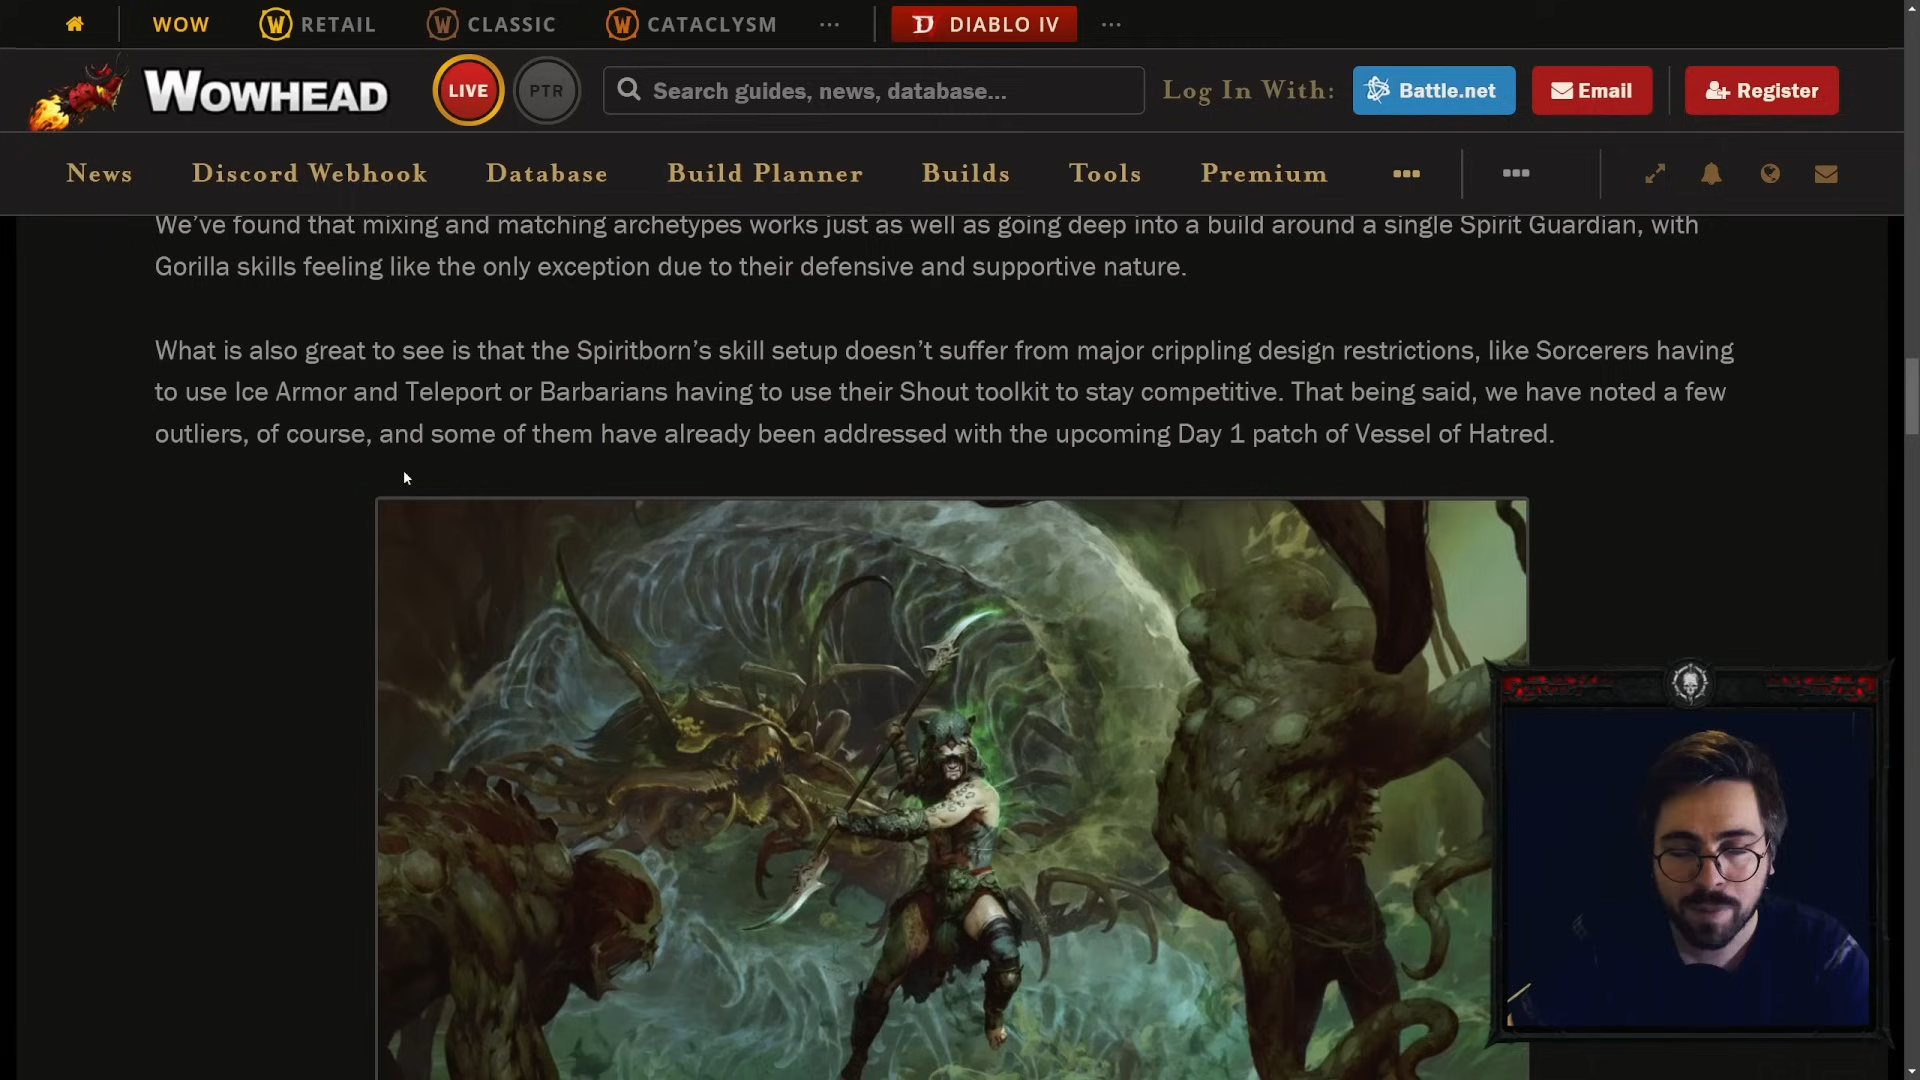 WOW RETAIL CLASSIC CATACLYSM ... DIABLO IV ...
WOWHEAD LIVE PTR Search guides, news, database... Log In With: Battle.net Email Register
News Discord Webhook Database Build Planner Builds Tools Premium
We’ve found that mixing and matching archetypes works just as well as going deep into a build around a single Spirit Guardian, with
Gorilla skills feeling like the only exception due to their defensive and supportive nature.
What is also great to see is that the Spiritborn’s skill setup doesn’t suffer from major crippling design restrictions, like Sorcerers having
to use Ice Armor and Teleport or Barbarians having to use their Shout toolkit to stay competitive. That being said, we have noted a few
outliers, of course, and some of them have already been addressed with the upcoming Day 1 patch of Vessel of Hatred.